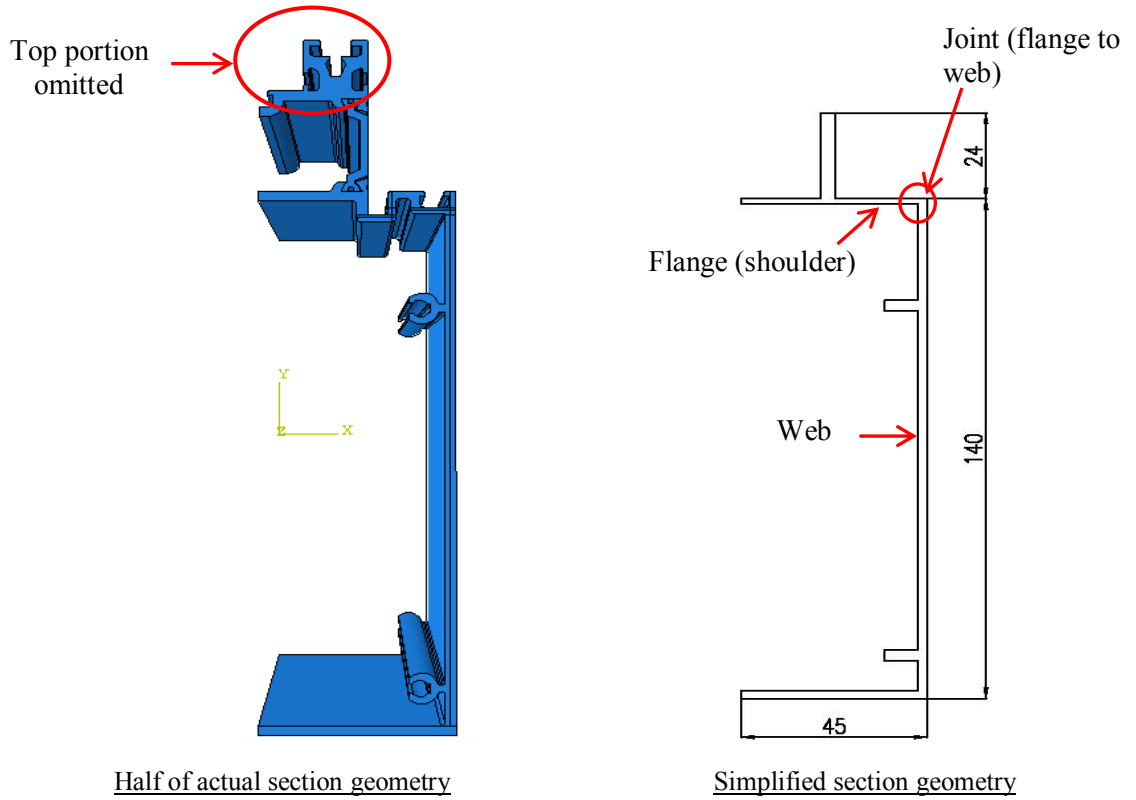 Top portion
omitted
Joint (flange to
web)
24
Flange (shoulder)
Y
Z
X
Web
140
45
Half of actual section geometry
Simplified section geometry